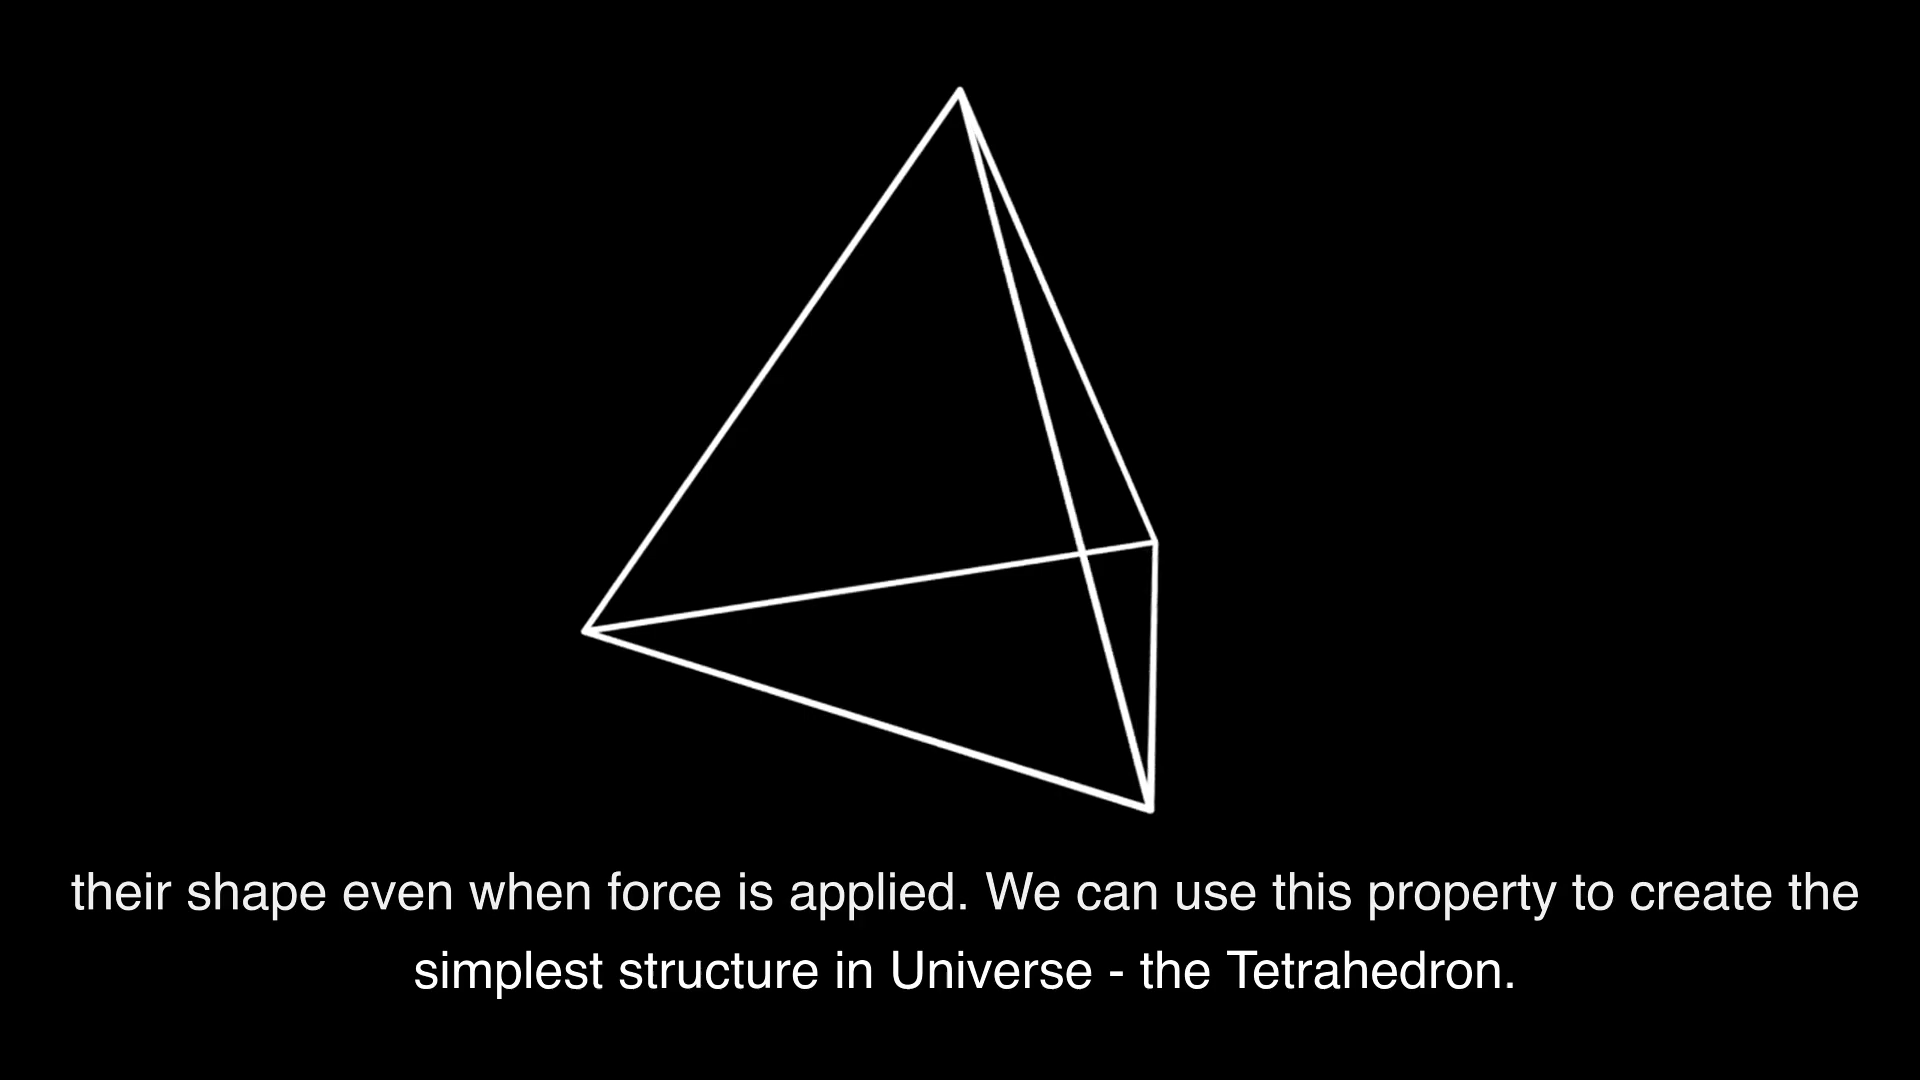 their shape even when force is applied. We can use this property to create the
simplest structure in Universe - the Tetrahedron.